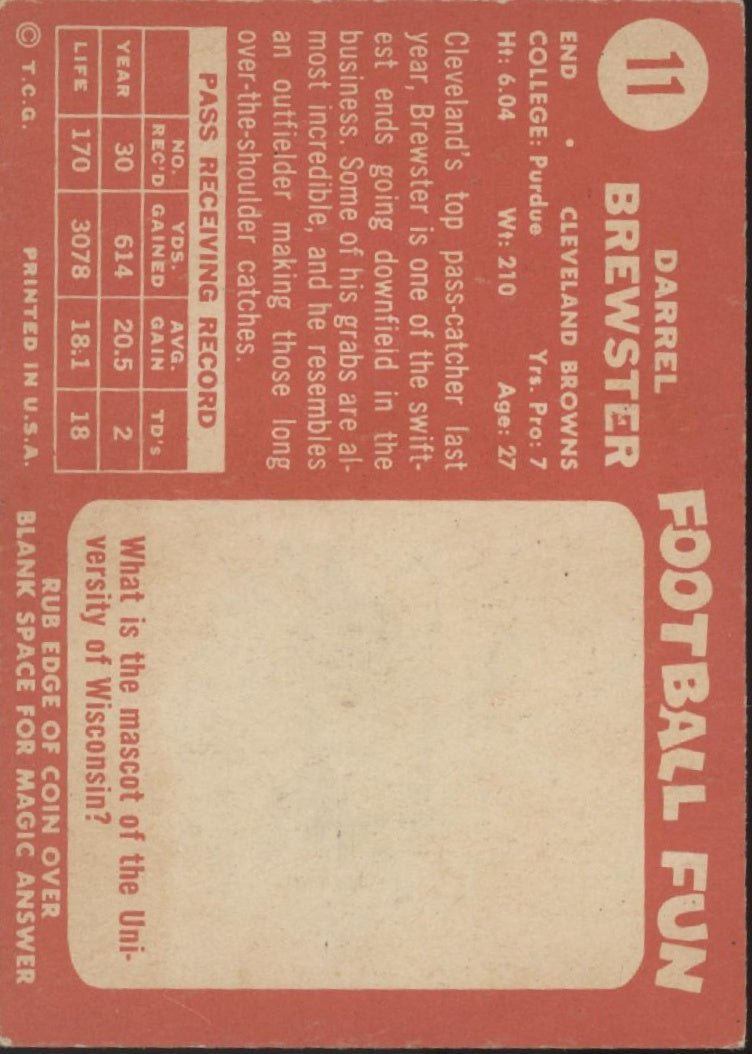 11
DARREL
BREWSTER
END • CLEVELAND BROWNS
COLLEGE: Purdue Yrs. Pro: 7
Ht: 6.04 Wt: 210 Age: 27
Cleveland's top pass-catcher last
year, Brewster is one of the swift-
est ends going downfield in the
business. Some of his grabs are al-
most incredible, and he resembles
an outfielder making those long
over-the-shoulder catches.
PASS RECEIVING RECORD
NO. REC'D YDS. GAINED AVG. GAIN TD's
YEAR 30 614 20.5 2
LIFE 170 3078 18.1 18
© T.C.G. PRINTED IN U.S.A.
FOOTBALL FUN
What is the mascot of the Uni-
versity of Wisconsin?
RUB EDGE OF COIN OVER
BLANK SPACE FOR MAGIC ANSWER